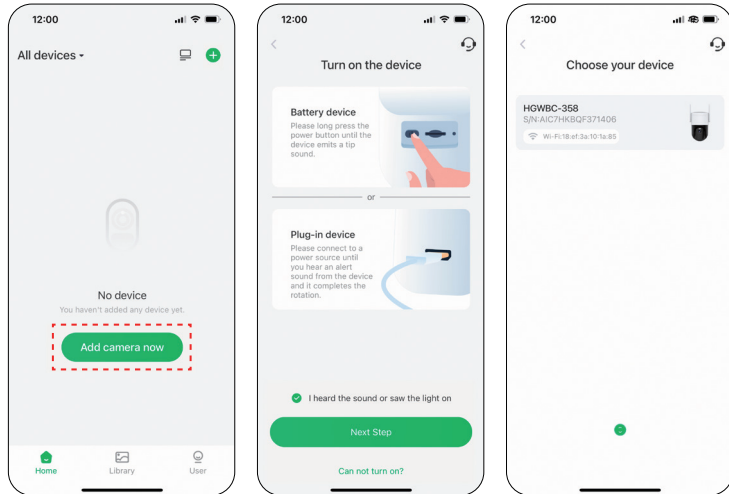 12:00
All devices
No device
You haven't added any device yet.
Add camera now
Home
Library
User
12:00
Turn on the device
Battery device
Please long press the
power button until the
device emits a tip
sound.
or
Plug-in device
Please connect to a
power source until
you hear an alert
sound from the device
and it completes the
rotation.
I heard the sound or saw the light on
Next Step
Can not turn on?
12:00
Choose your device
HGWBC-358
S/N:AIC7HKBQF371406
Wi-Fi:18:ef:3a:10:1a:85